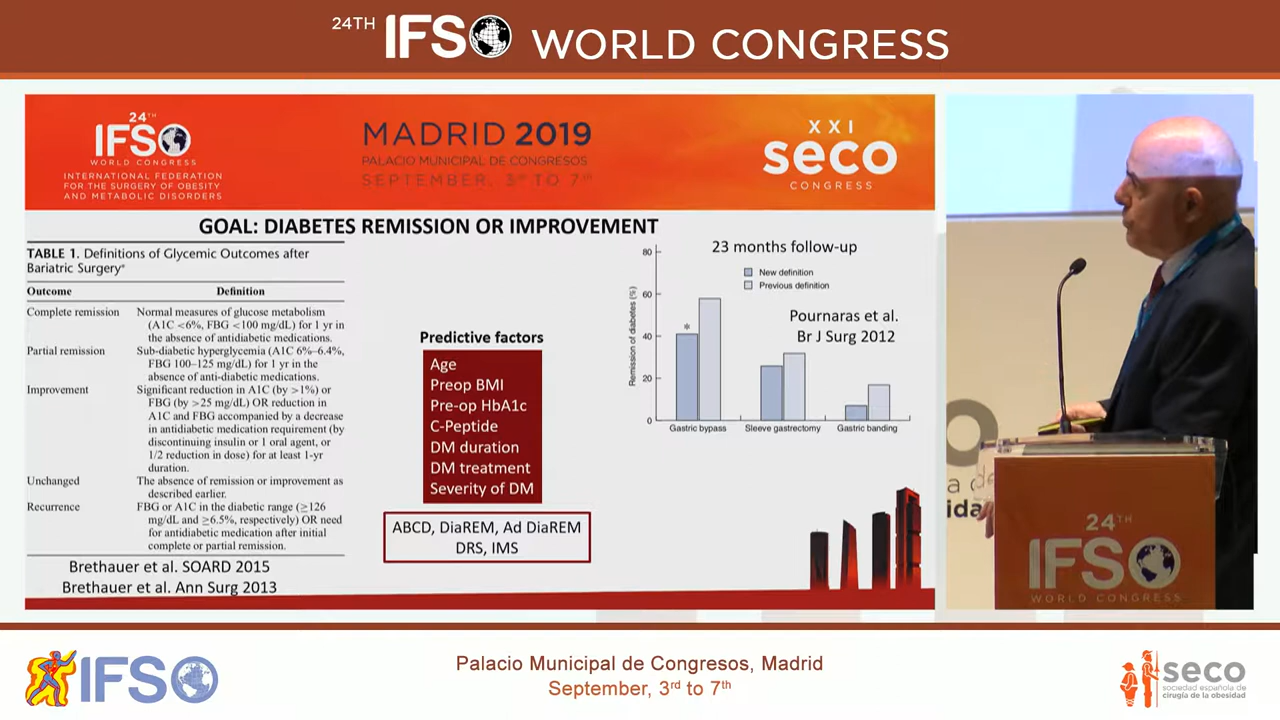 24TH IFSO WORLD CONGRESS
24TH
IFSO
WORLD CONGRESS
INTERNATIONAL FEDERATION
FOR THE SURGERY OF OBESITY
AND METABOLIC DISORDERS
MADRID 2019
PALACIO MUNICIPAL DE CONGRESOS
SEPTEMBER, 3rd TO 7th
XXI
seco
CONGRESS
GOAL: DIABETES REMISSION OR IMPROVEMENT
TABLE 1. Definitions of Glycemic Outcomes after
Bariatric Surgery*
Outcome Definition
Complete remission Normal measures of glucose metabolism
(A1C <6%, FBG <100 mg/dL) for 1 yr in
the absence of antidiabetic medications.
Partial remission Sub-diabetic hyperglycemia (A1C 6%–6.4%,
FBG 100–125 mg/dL) for 1 yr in the
absence of anti-diabetic medications.
Improvement Significant reduction in A1C (by >1%) or
FBG (by >25 mg/dL) OR reduction in
A1C and FBG accompanied by a decrease
in antidiabetic medication requirement (by
discontinuing insulin or 1 oral agent, or
1/2 reduction in dose) for at least 1-yr
duration.
Unchanged The absence of remission or improvement as
described earlier.
Recurrence FBG or A1C in the diabetic range (≥126
mg/dL and ≥6.5%, respectively) OR need
for antidiabetic medication after initial
complete or partial remission.
Brethauer et al. SOARD 2015
Brethauer et al. Ann Surg 2013
Predictive factors
Age
Preop BMI
Pre-op HbA1c
C-Peptide
DM duration
DM treatment
Severity of DM
ABCD, DiaREM, Ad DiaREM
DRS, IMS
23 months follow-up
New definition
Previous definition
Pournaras et al.
Br J Surg 2012
Remission of diabetes (%)
80
60
40
20
0
*
Gastric bypass Sleeve gastrectomy Gastric banding
24TH
IFSO
WORLD CONGRESS
IFSO
Palacio Municipal de Congresos, Madrid
September, 3rd to 7th
seco
sociedad española de
cirugía de la obesidad